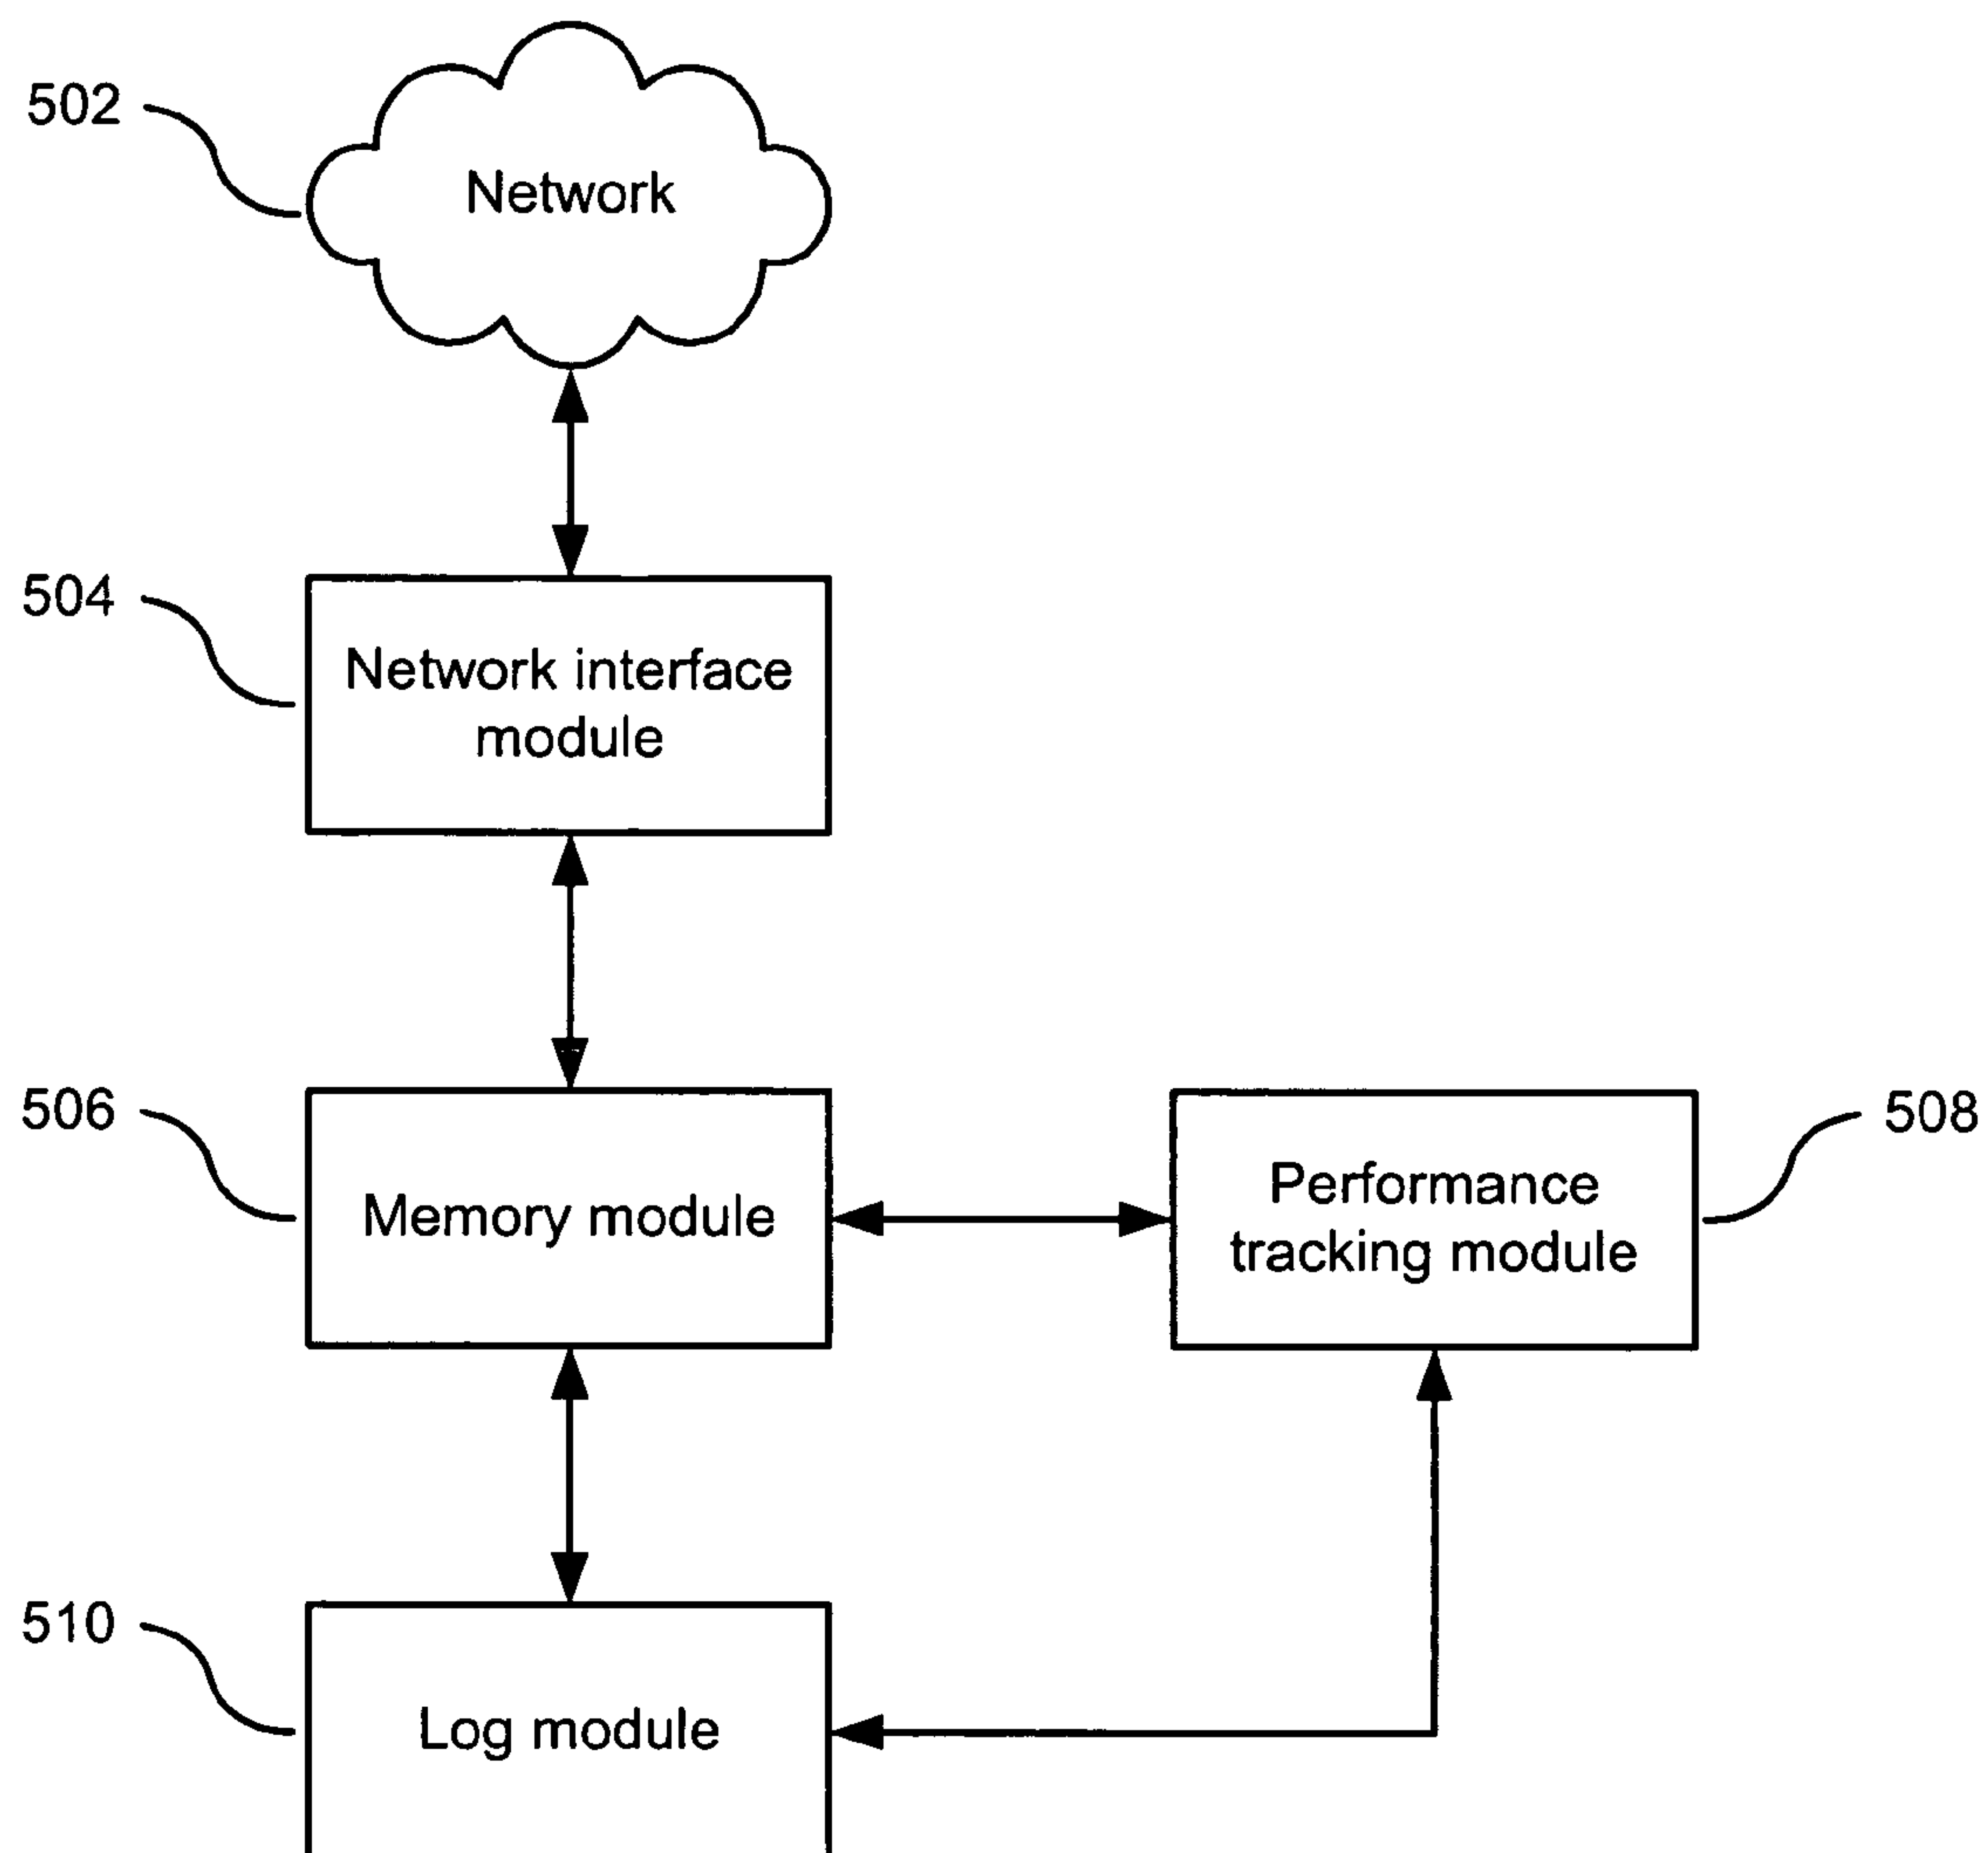 502
Network
504
Network interface
module
506
Memory module
Performance
tracking module
508
510
Log module